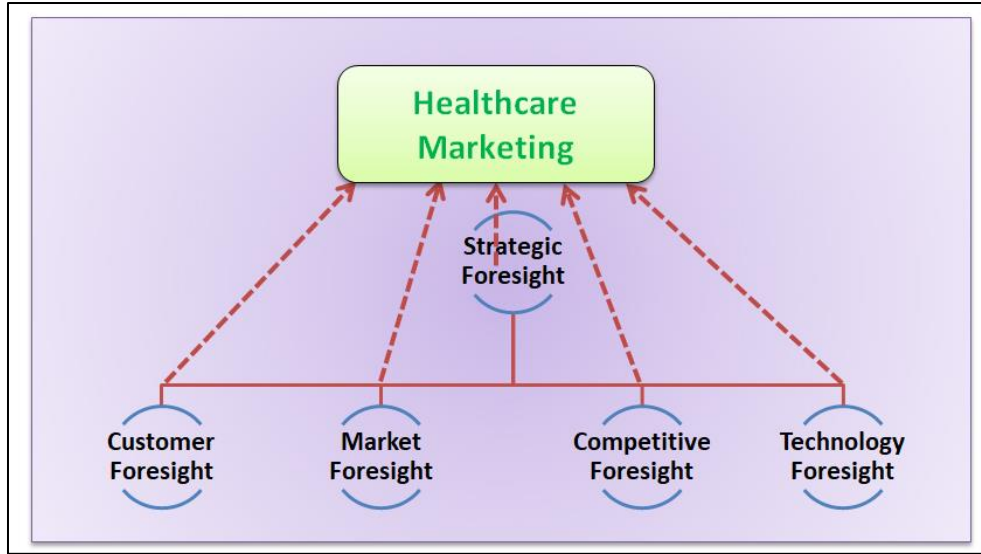 Healthcare
Marketing
Strategic
Foresight
Customer
Foresight
Market
Foresight
Competitive
Foresight
Technology
Foresight